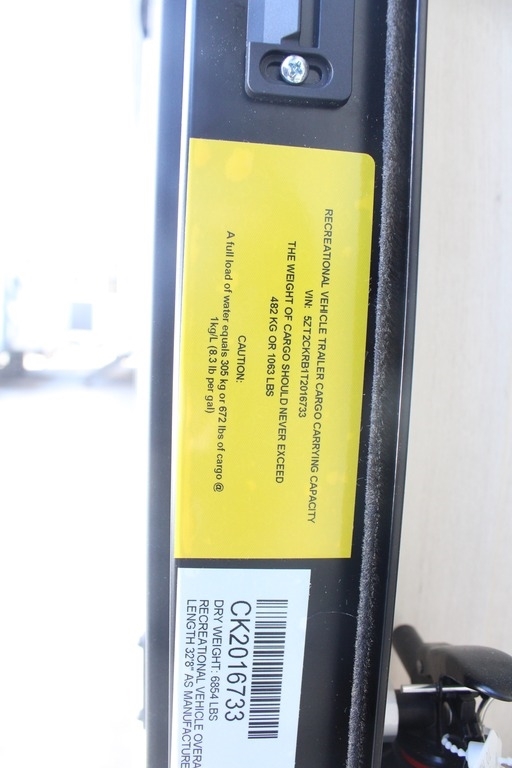 RECREATIONAL VEHICLE TRAILER CARGO CARRYING CAPACITY
VIN: 5ZT2CKRB1T2016733
THE WEIGHT OF CARGO SHOULD NEVER EXCEED
482 KG OR 1063 LBS
CAUTION:
A full load of water equals 305 kg or 672 lbs of cargo @
1kg/L (8.3 lb per gal)
CK2016733
DRY WEIGHT: 6854 LBS
RECREATIONAL VEHICLE OVERA
LENGTH 32'8" AS MANUFACTURE